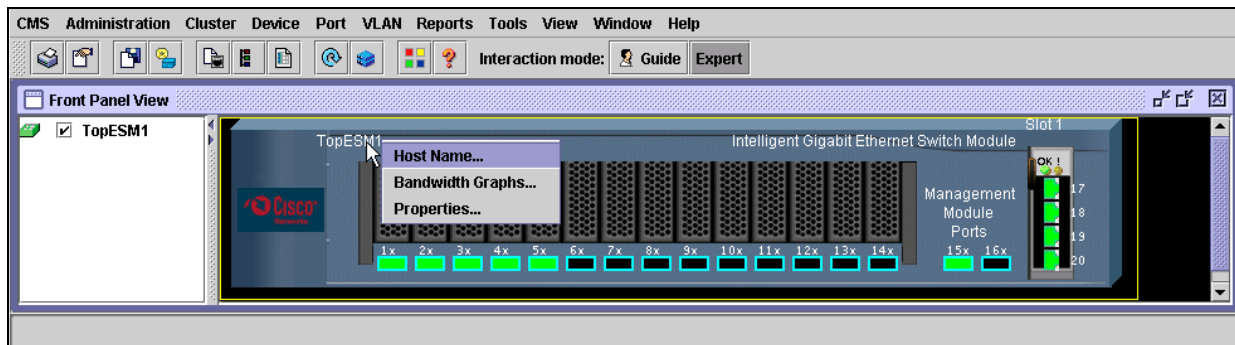 CMS Administration Cluster Device Port VLAN Reports Tools View Window Help
Interaction mode: Guide Expert
Front Panel View
TopESM1
TopESM1 Intelligent Gigabit Ethernet Switch Module Slot 1
Host Name...
Bandwidth Graphs...
Properties...
Cisco
Management
Module
Ports
OK !
17
18
19
20
1x 2x 3x 4x 5x 6x 7x 8x 9x 10x 11x 12x 13x 14x 15x 16x